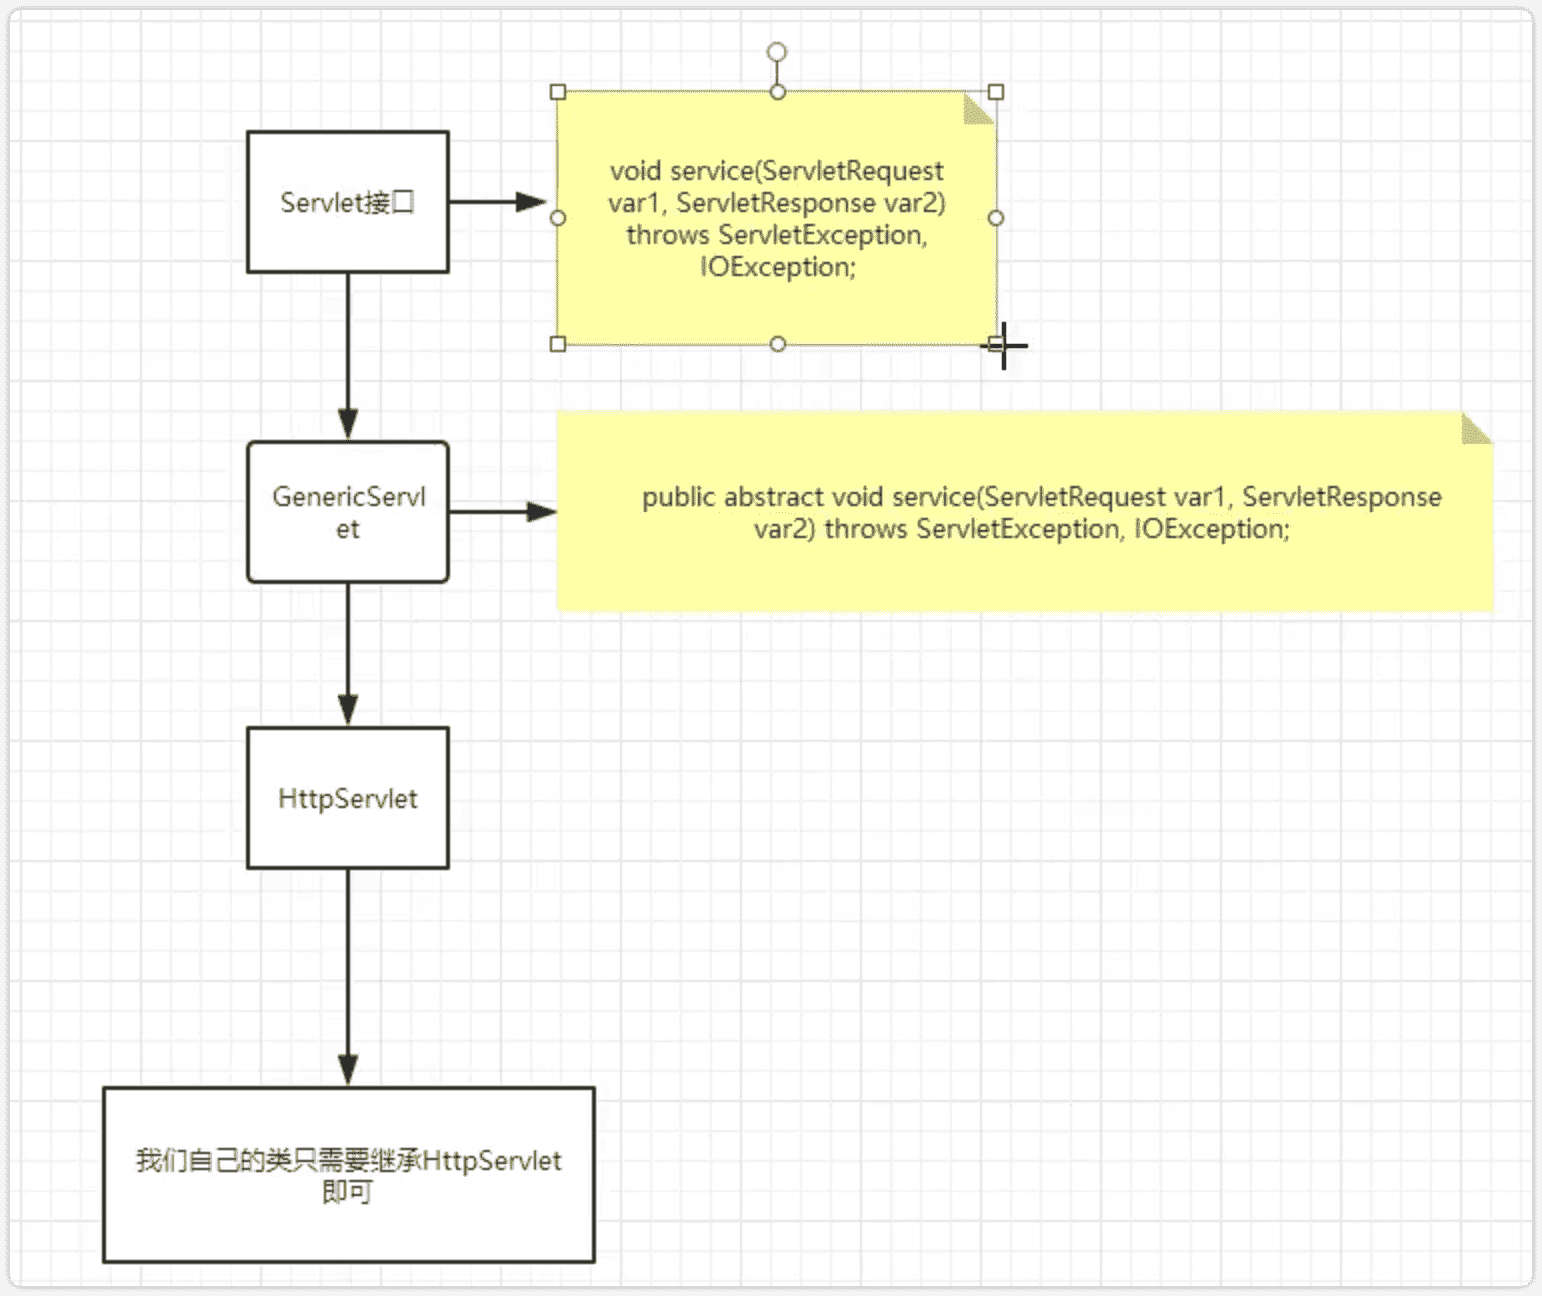 Servlet接口
void service(ServletRequest
var1, ServletResponse var2)
throws ServletException,
IOException;
GenericServl
et
public abstract void service(ServletRequest var1, ServletResponse
var2) throws ServletException, IOException;
HttpServlet
我们自己的类只需要继承HttpServlet
即可